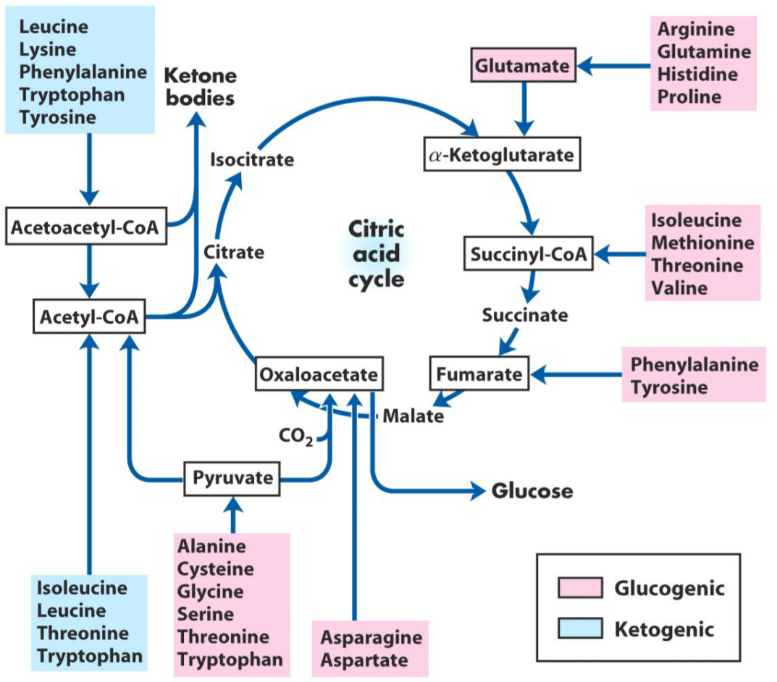 Leucine
Lysine
Phenylalanine
Tryptophan
Tyrosine
Ketone
bodies
Glutamate
Arginine
Glutamine
Histidine
Proline
Isocitrate
α-Ketoglutarate
Acetoacetyl-CoA
Citrate
Citric
acid
cycle
Succinyl-CoA
Isoleucine
Methionine
Threonine
Valine
Acetyl-CoA
Succinate
Oxaloacetate
Fumarate
Phenylalanine
Tyrosine
Malate
CO₂
Pyruvate
Glucose
Isoleucine
Leucine
Threonine
Tryptophan
Alanine
Cysteine
Glycine
Serine
Threonine
Tryptophan
Asparagine
Aspartate
Glucogenic
Ketogenic